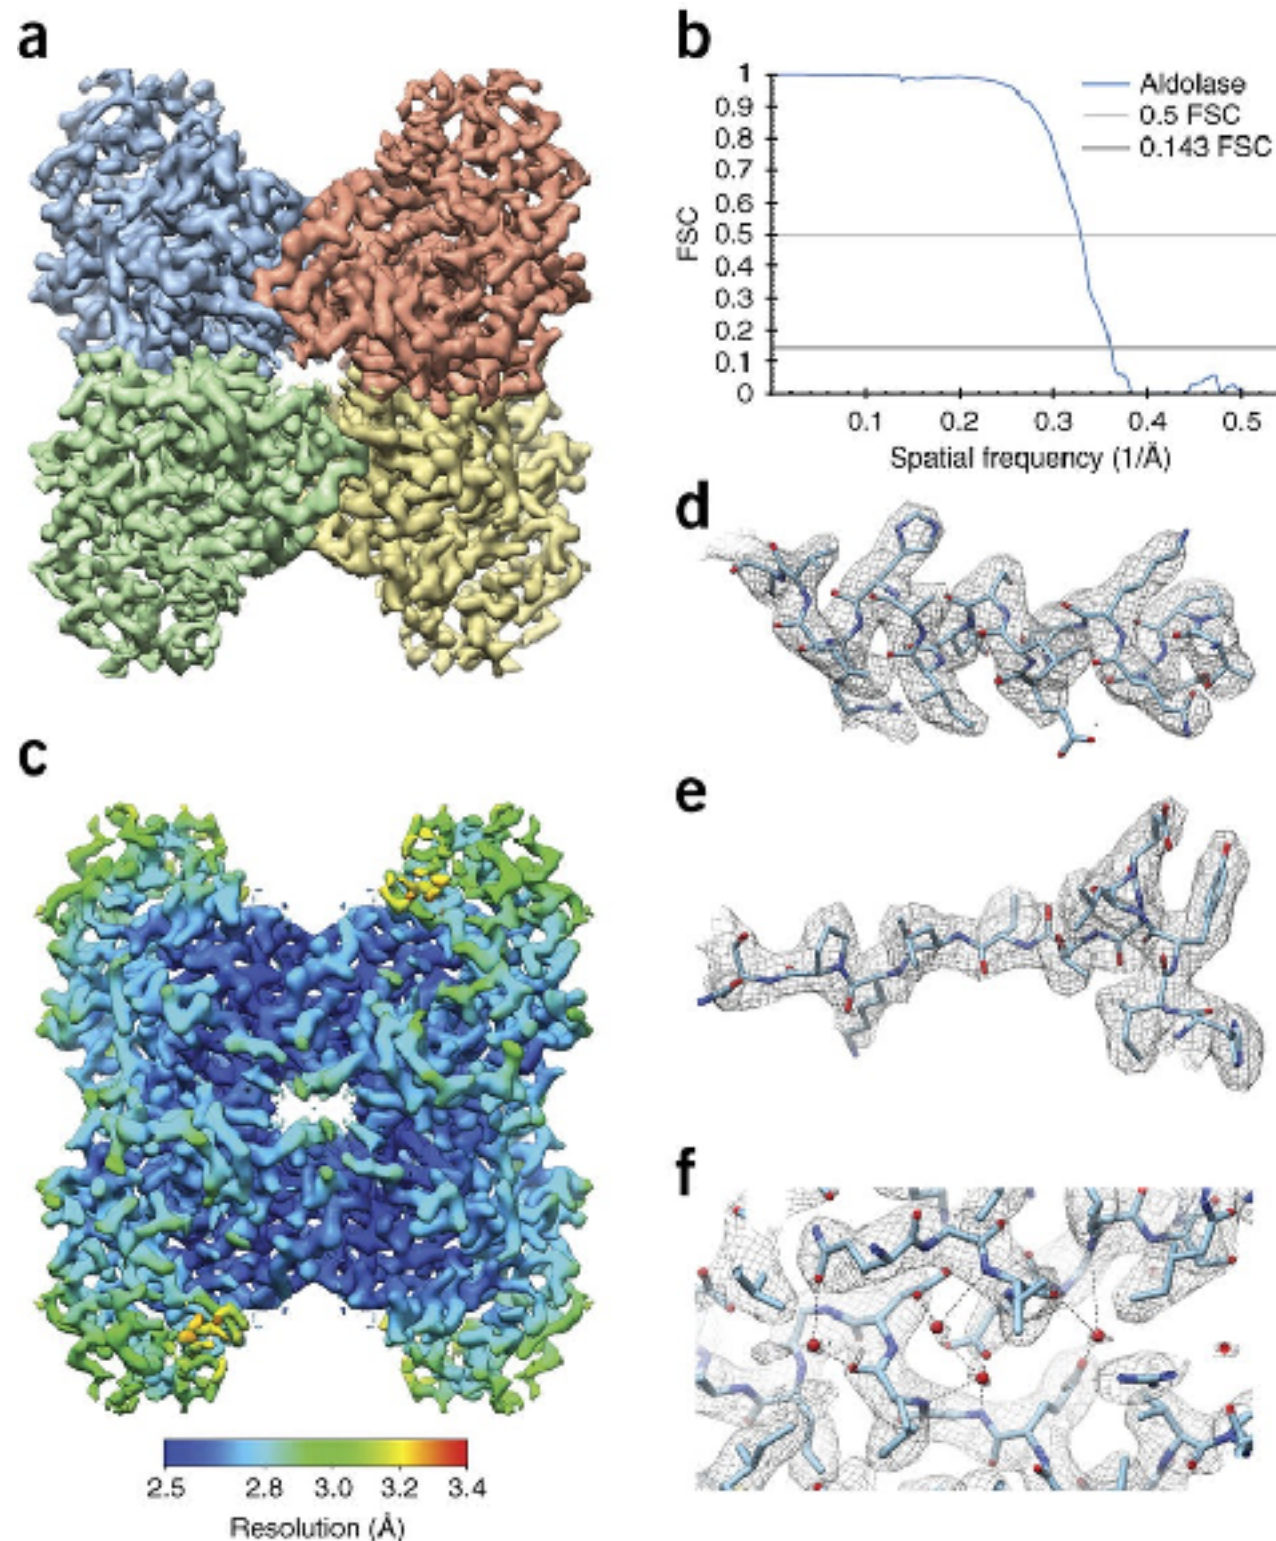 a
b
1
0.9
0.8
0.7
0.6
0.5
0.4
0.3
0.2
0.1
0
FSC
Aldolase
0.5 FSC
0.143 FSC
0.1 0.2 0.3 0.4 0.5
Spatial frequency (1/Å)
c
2.5 2.8 3.0 3.2 3.4
Resolution (Å)
d
e
f